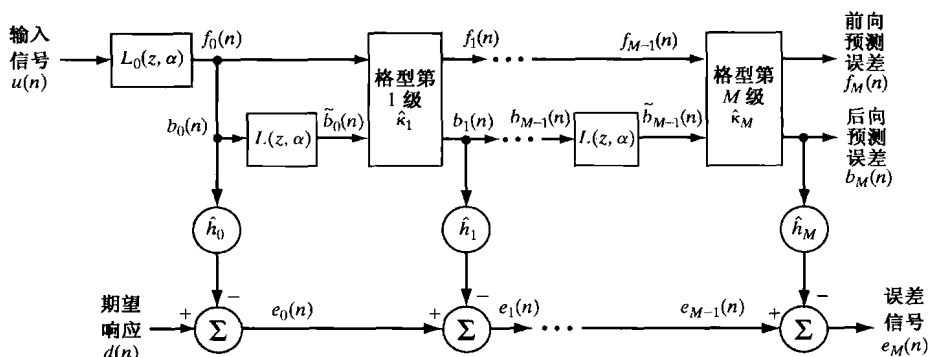 输入
信号
u(n)
L₀(z, α)
f₀(n)
b₀(n)
L(z, α)
b̃₀(n)
格型第
1 级
κ̂₁
f₁(n)
b₁(n)
f_{M-1}(n)
b_{M-1}(n)
L(z, α)
b̃_{M-1}(n)
格型第
M 级
κ̂_M
前向
预测
误差
f_M(n)
后向
预测
误差
b_M(n)
ĥ₀
ĥ₁
ĥ_M
期望
响应
d(n)
+
−
Σ
e₀(n)
+
−
Σ
e₁(n)
e_{M-1}(n)
+
−
Σ
误差
信号
e_M(n)